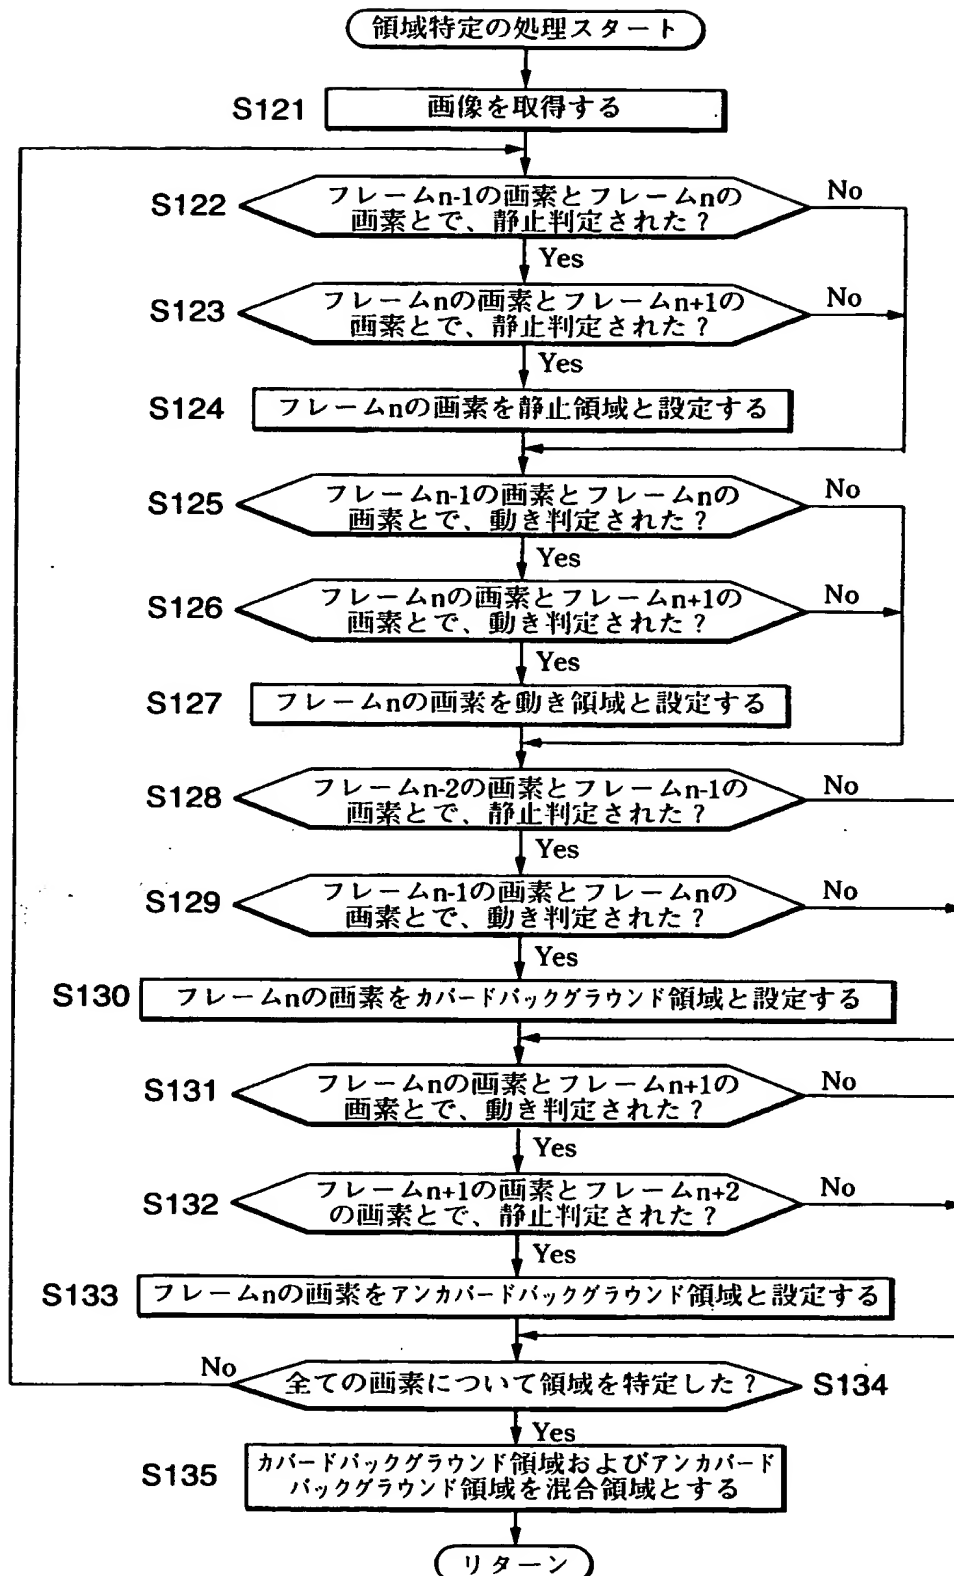 領域特定の処理スタート
S121
画像を取得する
S122
フレームn-1の画素とフレームnの
画素とで、静止判定された？
No
Yes
S123
フレームnの画素とフレームn+1の
画素とで、静止判定された？
No
Yes
S124
フレームnの画素を静止領域と設定する
S125
フレームn-1の画素とフレームnの
画素とで、動き判定された？
No
Yes
S126
フレームnの画素とフレームn+1の
画素とで、動き判定された？
No
Yes
S127
フレームnの画素を動き領域と設定する
S128
フレームn-2の画素とフレームn-1の
画素とで、静止判定された？
No
Yes
S129
フレームn-1の画素とフレームnの
画素とで、動き判定された？
No
Yes
S130
フレームnの画素をカバードバックグラウンド領域と設定する
S131
フレームnの画素とフレームn+1の
画素とで、動き判定された？
No
Yes
S132
フレームn+1の画素とフレームn+2
の画素とで、静止判定された？
No
Yes
S133
フレームnの画素をアンカバードバックグラウンド領域と設定する
No
全ての画素について領域を特定した？
S134
Yes
S135
カバードバックグラウンド領域およびアンカバード
バックグラウンド領域を混合領域とする
リターン